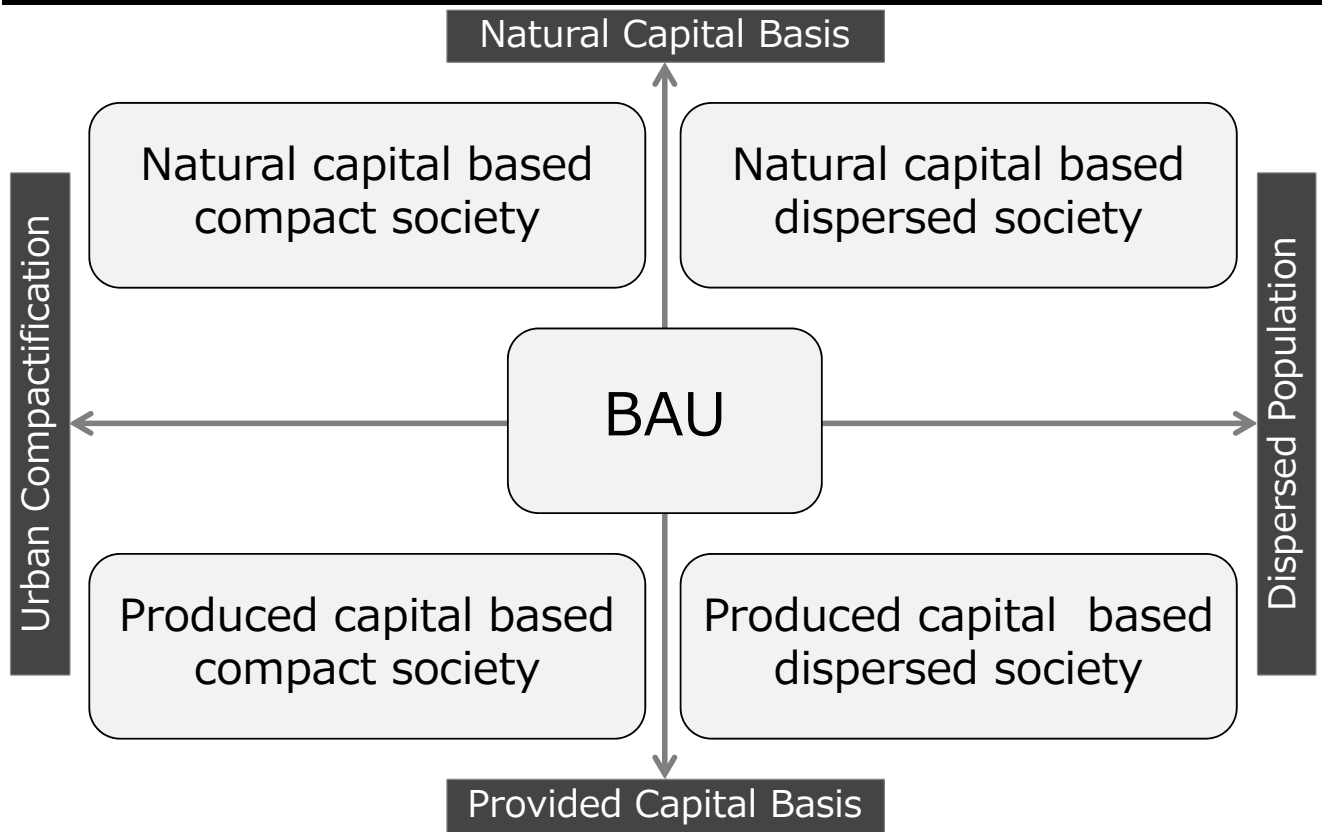 Natural Capital Basis
Natural capital based
compact society
Natural capital based
dispersed society
Urban Compactification
BAU
Dispersed Population
Produced capital based
compact society
Produced capital  based
dispersed society
Provided Capital Basis